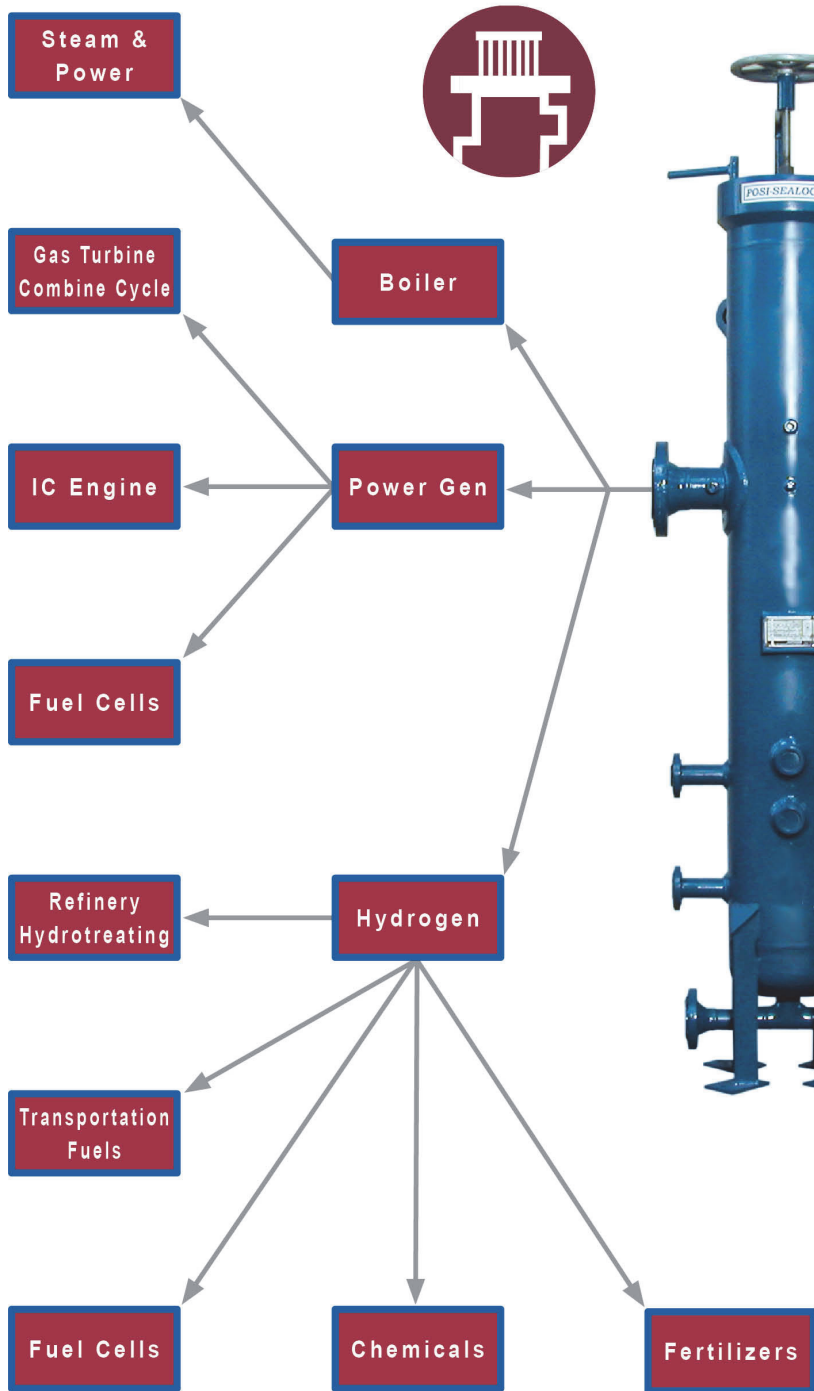 Steam &
Power
Gas Turbine
Combine Cycle
Boiler
IC Engine
Power Gen
Fuel Cells
Refinery
Hydrotreating
Hydrogen
Transportation
Fuels
Fuel Cells
Chemicals
Fertilizers